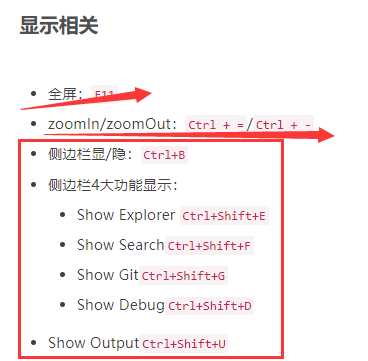 显示相关
全屏：F11
zoomIn/zoomOut：Ctrl + =/Ctrl + -
侧边栏显/隐：Ctrl+B
侧边栏4大功能显示：
Show Explorer Ctrl+Shift+E
Show Search Ctrl+Shift+F
Show Git Ctrl+Shift+G
Show Debug Ctrl+Shift+D
Show Output Ctrl+Shift+U